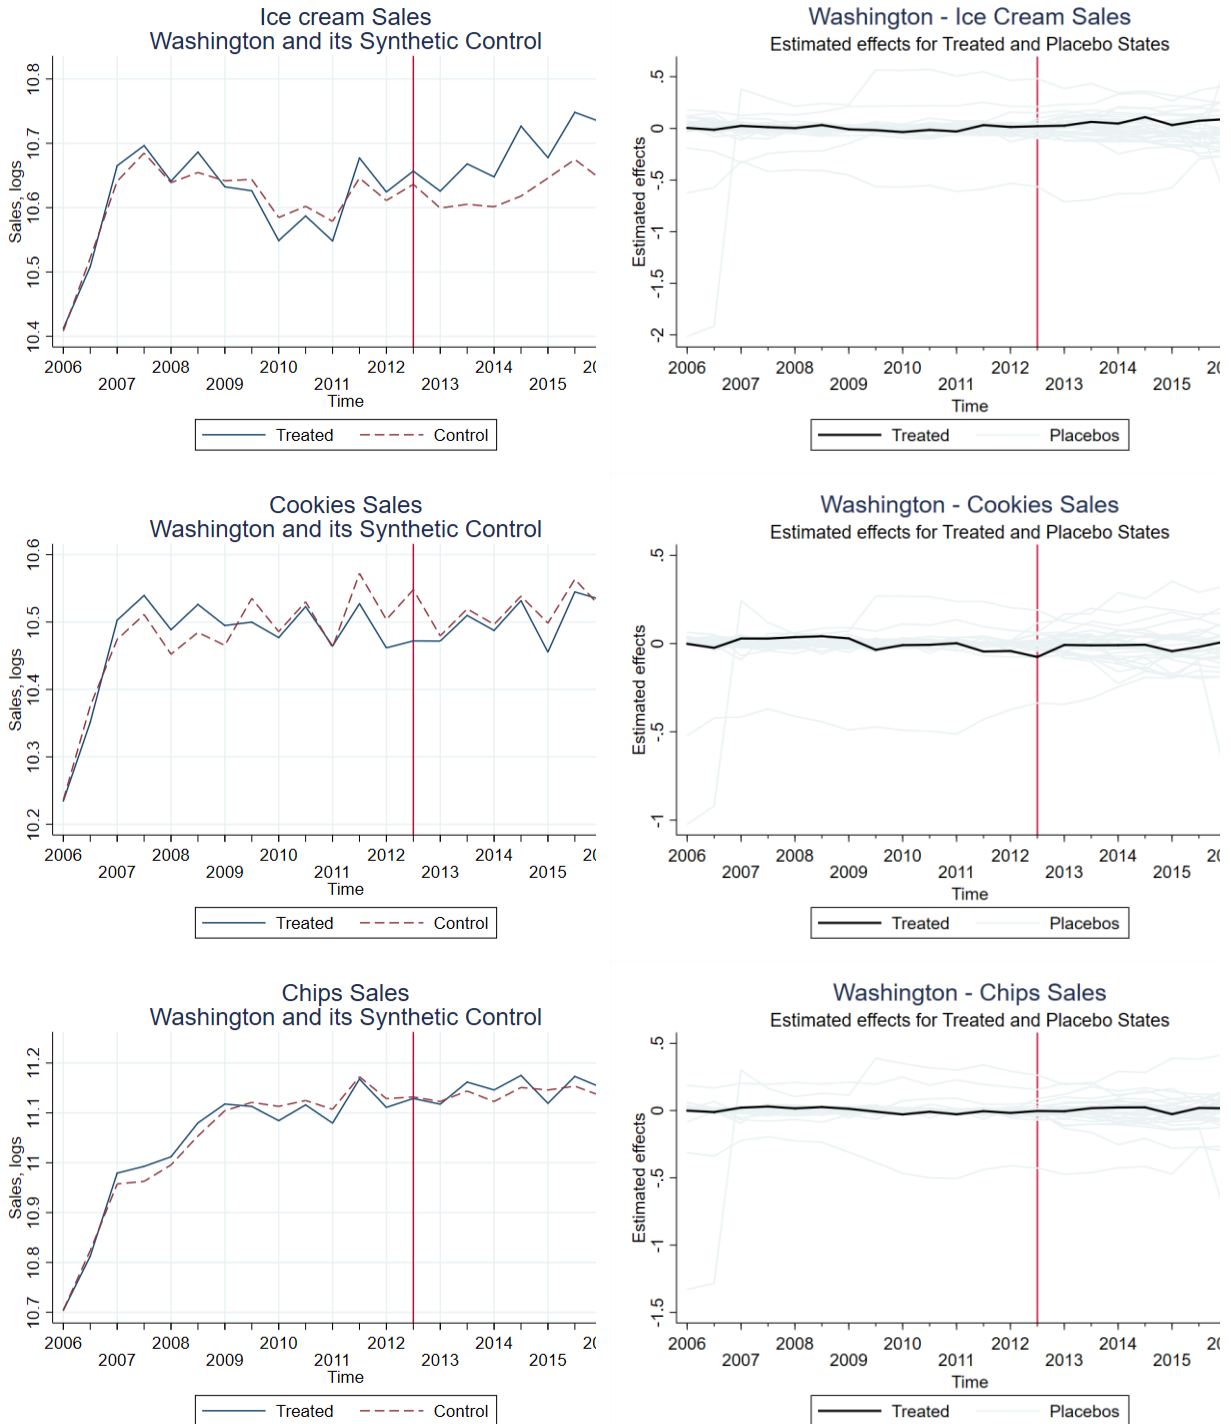 Ice cream Sales
Washington and its Synthetic Control
Sales, logs
10.8
10.7
10.6
10.5
10.4
2006 2007 2008 2009 2010 2011 2012 2013 2014 2015 20
Time
Treated Control
Washington - Ice Cream Sales
Estimated effects for Treated and Placebo States
Estimated effects
.5
0
-.5
-1
-1.5
-2
2006 2007 2008 2009 2010 2011 2012 2013 2014 2015 20
Time
Treated Placebos
Cookies Sales
Washington and its Synthetic Control
Sales, logs
10.6
10.5
10.4
10.3
10.2
2006 2007 2008 2009 2010 2011 2012 2013 2014 2015 20
Time
Treated Control
Washington - Cookies Sales
Estimated effects for Treated and Placebo States
Estimated effects
.5
0
-.5
-1
2006 2007 2008 2009 2010 2011 2012 2013 2014 2015 20
Time
Treated Placebos
Chips Sales
Washington and its Synthetic Control
Sales, logs
11.2
11.1
11
10.9
10.8
10.7
2006 2007 2008 2009 2010 2011 2012 2013 2014 2015 20
Time
Treated Control
Washington - Chips Sales
Estimated effects for Treated and Placebo States
Estimated effects
.5
0
-.5
-1
-1.5
2006 2007 2008 2009 2010 2011 2012 2013 2014 2015 20
Time
Treated Placebos